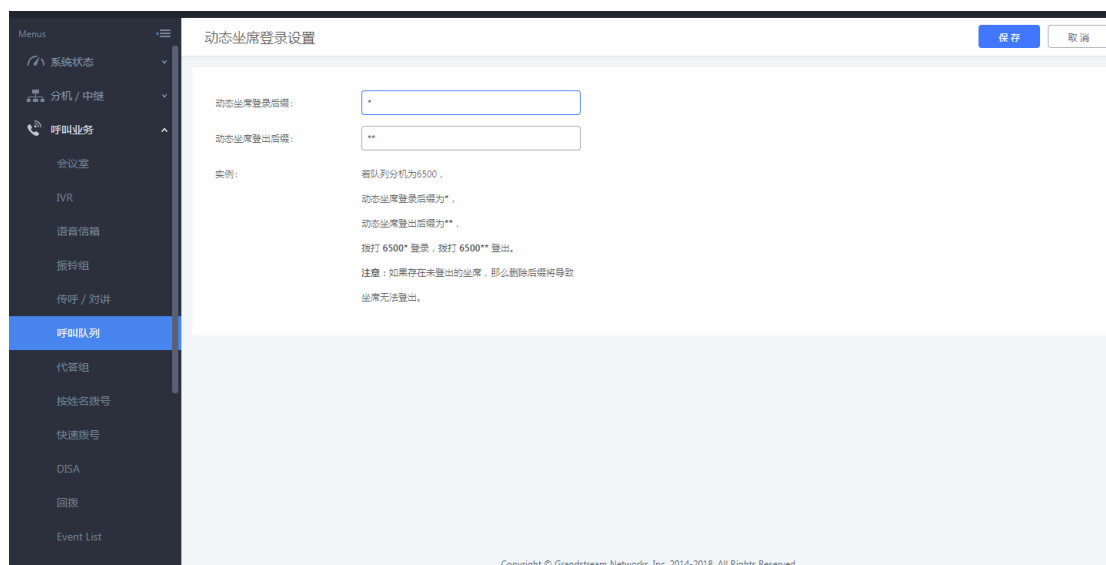 Menus
系统状态
分机 / 中继
呼叫业务
会议室
IVR
语音信箱
振铃组
传呼 / 对讲
呼叫队列
代答组
按姓名拨号
快速拨号
DISA
回拨
Event List
动态坐席登录设置
保存
取消
动态坐席登录后缀:
*
动态坐席登出后缀:
**
实例:
若队列分机为6500，
动态坐席登录后缀为*，
动态坐席登出后缀为**，
拨打 6500* 登录，拨打 6500** 登出。
注意：如果存在未登出的坐席，那么删除后缀将导致
坐席无法登出。
Copyright © Grandstream Networks, Inc. 2014-2018. All Rights Reserved.